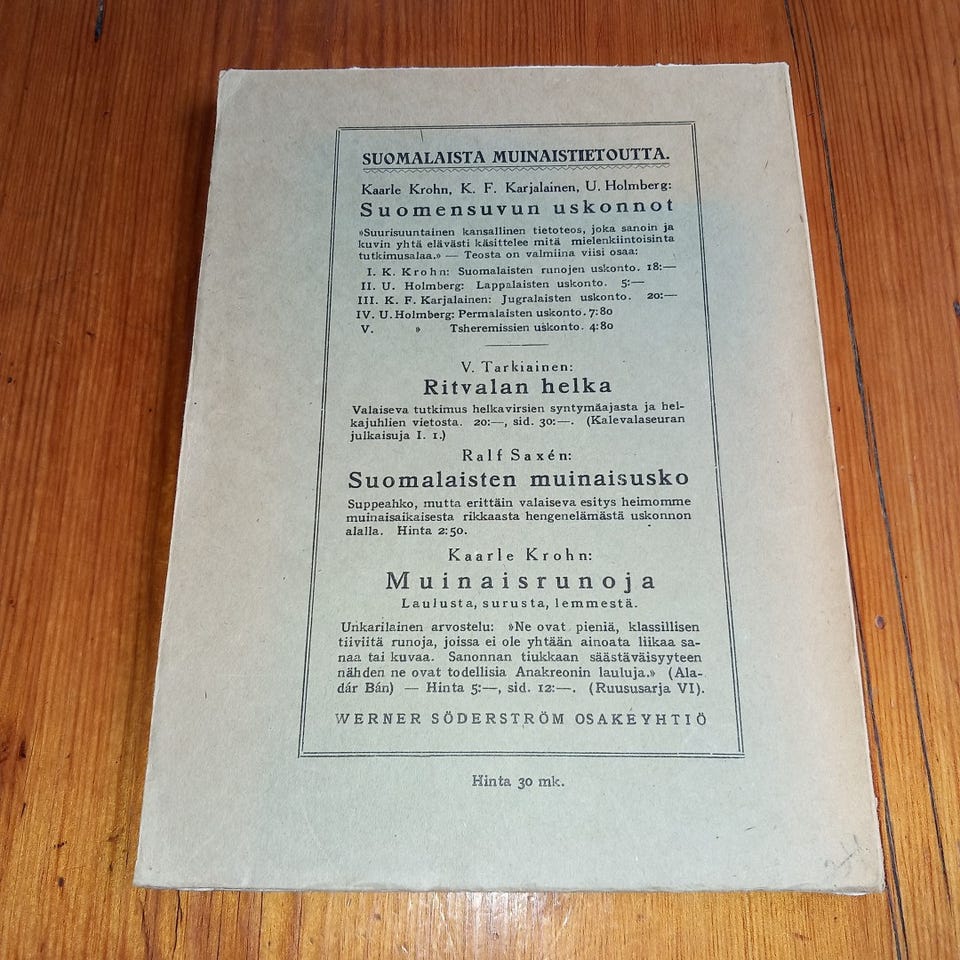 SUOMALAISTA MUINAISTIETOUTTA.
Kaarle Krohn, K. F. Karjalainen, U. Holmberg:
Suomensuvun uskonnot
»Suurisuuntainen kansallinen tietoteos, joka sanoin ja
kuvin yhtä elävästi käsittelee mitä mielenkiintoisinta
tutkimusalaa.» — Teosta on valmiina viisi osaa:
I. K. Krohn: Suomalaisten runojen uskonto. 18:—
II. U. Holmberg: Lappalaisten uskonto. 5:—
III. K. F. Karjalainen: Jugralaisten uskonto. 20:—
IV. U. Holmberg: Permalaisten uskonto. 7:80
V. » Tsheremissien uskonto. 4:80
V. Tarkiainen:
Ritvalan helka
Valaiseva tutkimus helkavirsien syntymäajasta ja hel-
kajuhlien vietosta. 20:—, sid. 30:—. (Kalevalaseuran
julkaisuja I. 1.)
Ralf Saxén:
Suomalaisten muinaisusko
Suppeahko, mutta erittäin valaiseva esitys heimomme
muinaisaikaisesta rikkaasta hengenelämästä uskonnon
alalla. Hinta 2:50.
Kaarle Krohn:
Muinaisrunoja
Laulusta, surusta, lemmestä.
Unkarilainen arvostelu: »Ne ovat pieniä, klassillisen
tiiviitä runoja, joissa ei ole yhtään ainoata liikaa sa-
naa tai kuvaa. Sanonnan tiukkaan säästäväisyyteen
nähden ne ovat todellisia Anakreonin lauluja.» (Ala-
dár Bán) — Hinta 5:—, sid. 12:—. (Ruususarja VI).
WERNER SÖDERSTRÖM OSAKEYHTIÖ
Hinta 30 mk.